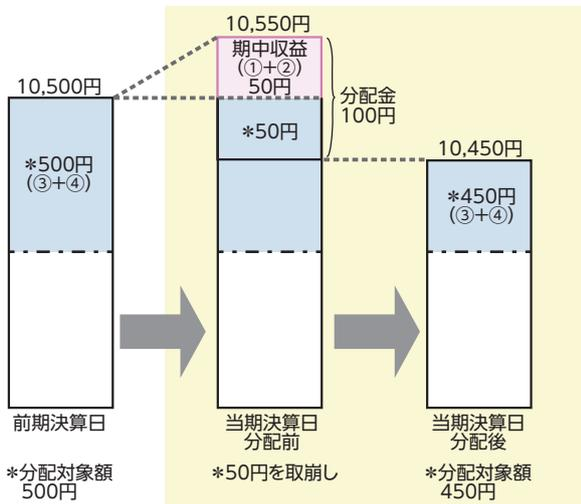 10,500円
*500円
(③+④)
前期決算日
*分配対象額
500円
10,550円
期中収益
(①+②)
50円
*50円
分配金
100円
当期決算日
分配前
*50円を取崩し
10,450円
*450円
(③+④)
当期決算日
分配後
*分配対象額
450円